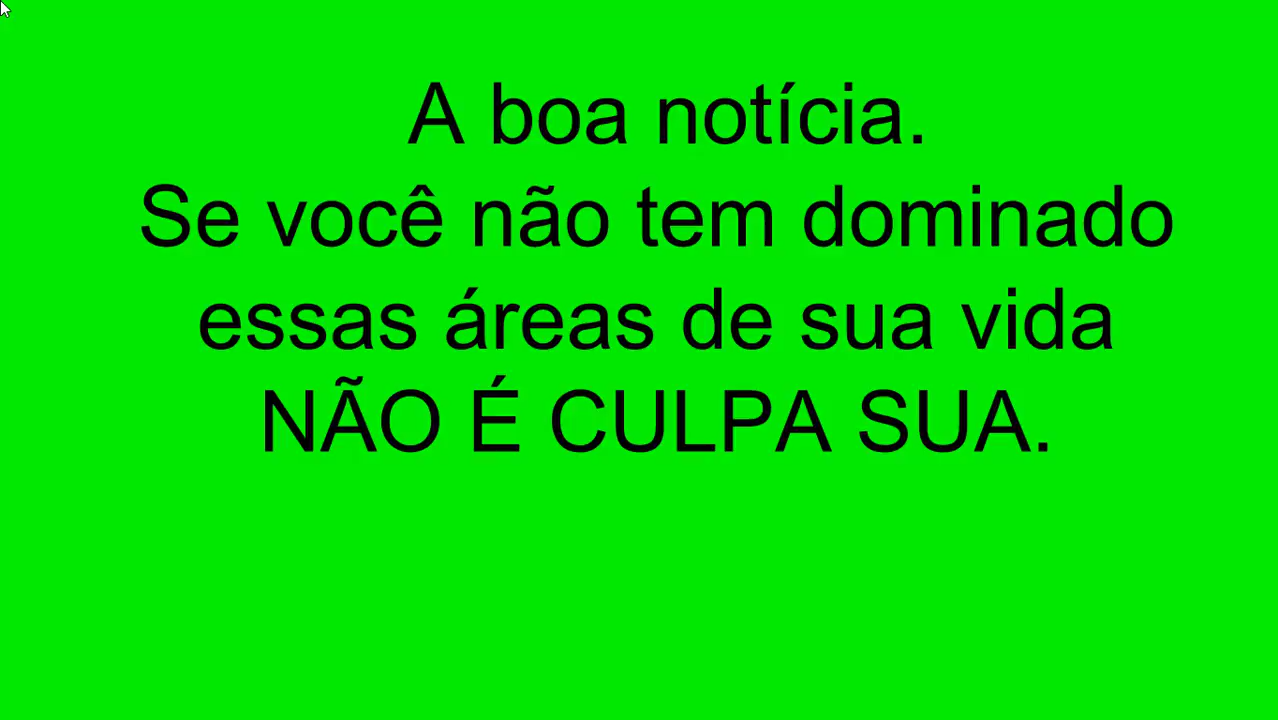 A boa notícia.
Se você não tem dominado
essas áreas de sua vida
NÃO É CULPA SUA.